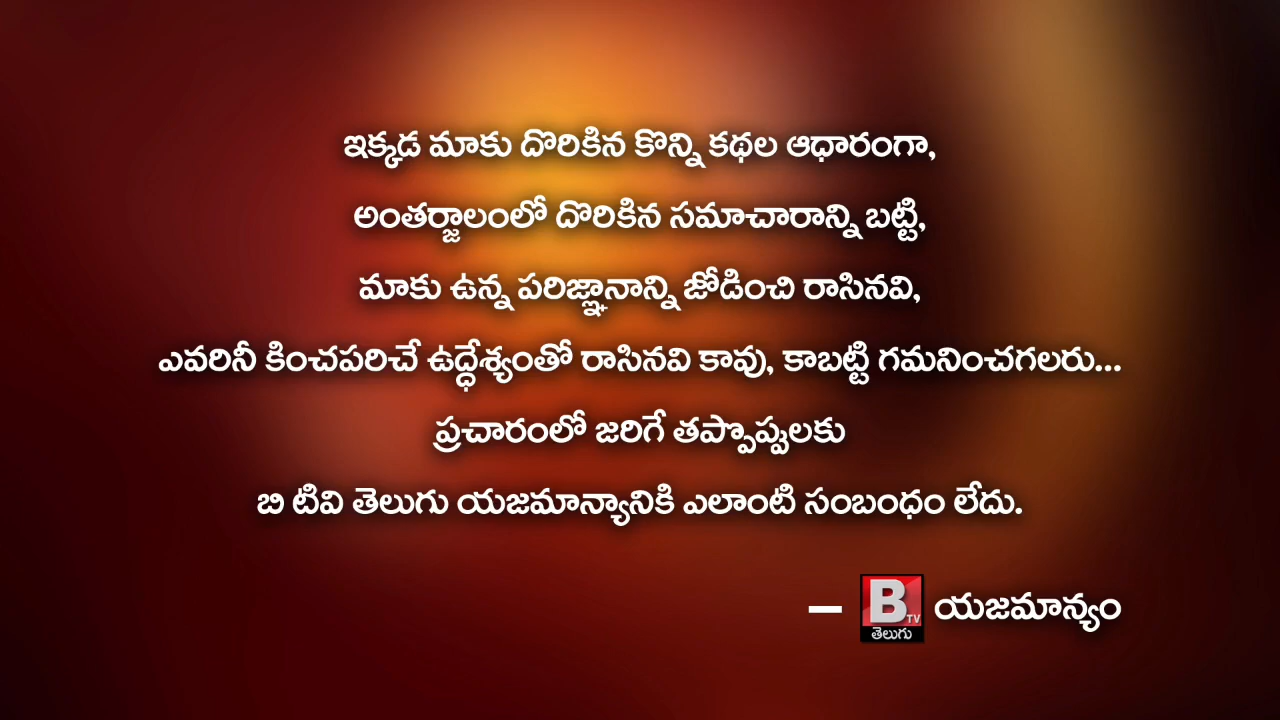 ఇక్కడ మాకు దొరికిన కొన్ని కథల ఆధారంగా,
అంతర్జాలంలో దొరికిన సమాచారాన్ని బట్టి,
మాకు ఉన్న పరిజ్ఞానాన్ని జోడించి రాసినవి,
ఎవరినీ కించపరిచే ఉద్ధేశ్యంతో రాసినవి కావు, కాబట్టి గమనించగలరు...
ప్రచారంలో జరిగే తప్పొప్పులకు
బి టివి తెలుగు యజమాన్యానికి ఎలాంటి సంబంధం లేదు.
– B TV తెలుగు యజమాన్యం